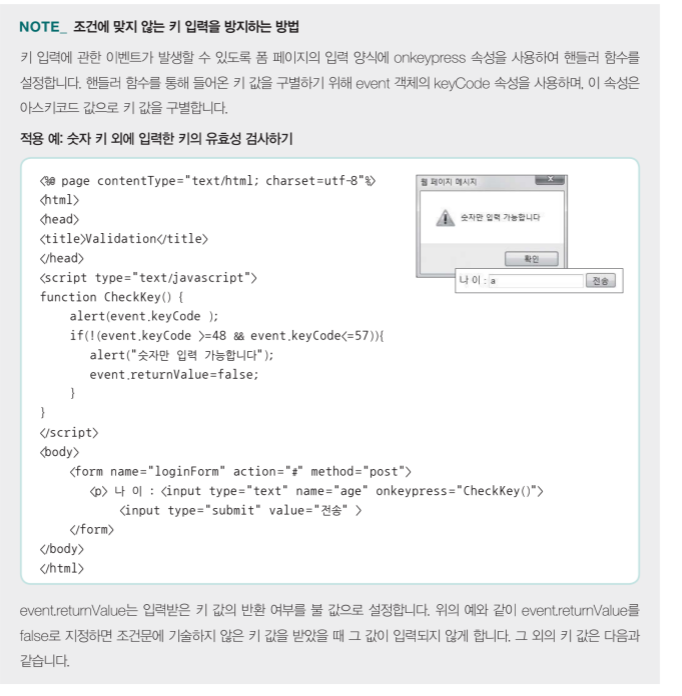 NOTE_ 조건에 맞지 않는 키 입력을 방지하는 방법
키 입력에 관한 이벤트가 발생할 수 있도록 폼 페이지의 입력 양식에 onkeypress 속성을 사용하여 핸들러 함수를
설정합니다. 핸들러 함수를 통해 들어온 키 값을 구별하기 위해 event 객체의 keyCode 속성을 사용하며, 이 속성은
아스키코드 값으로 키 값을 구별합니다.
적용 예: 숫자 키 외에 입력한 키의 유효성 검사하기
<%@ page contentType="text/html; charset=utf-8"%>
<html>
<head>
<title>Validation</title>
</head>
<script type="text/javascript">
function CheckKey() {
alert(event.keyCode );
if(!(event.keyCode >=48 && event.keyCode<=57)){
alert("숫자만 입력 가능합니다");
event.returnValue=false;
}
}
</script>
<body>
<form name="loginForm" action="#" method="post">
<p> 나 이 : <input type="text" name="age" onkeypress="CheckKey()">
<input type="submit" value="전송" >
</form>
</body>
</html>
웹 페이지 메시지
숫자만 입력 가능합니다
확인
나 이 : a 전송
event.returnValue는 입력받은 키 값의 반환 여부를 불 값으로 설정합니다. 위의 예와 같이 event.returnValue를
false로 지정하면 조건문에 기술하지 않은 키 값을 받았을 때 그 값이 입력되지 않게 합니다. 그 외의 키 값은 다음과
같습니다.